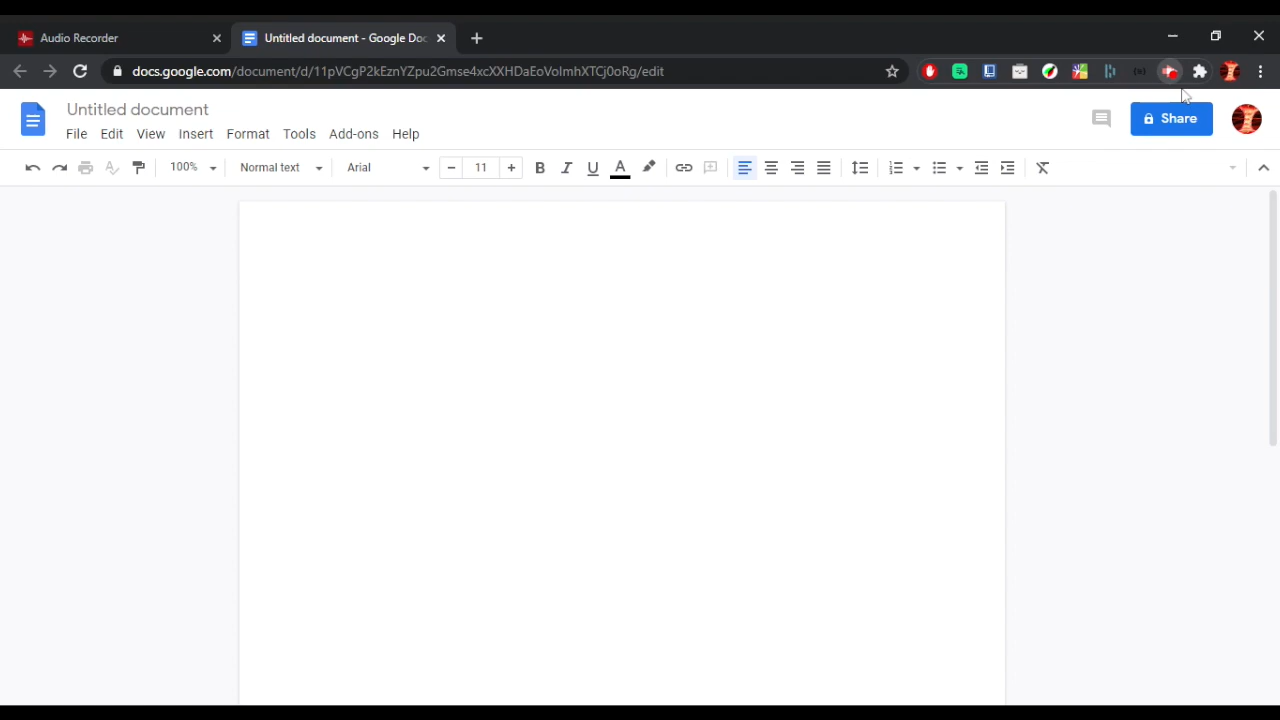 Audio Recorder
Untitled document - Google Doc
docs.google.com/document/d/11pVCgP2kEznYZpu2Gmse4xcXXHDaEoVoImhXTCj0oRg/edit
Untitled document
File Edit View Insert Format Tools Add-ons Help
Share
100% Normal text Arial 11